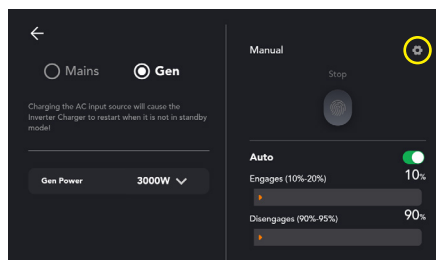 Mains
Gen
Charging the AC input source will cause the
Inverter Charger to restart when it is not in standby
mode!
Gen Power
3000W
Manual
Stop
Auto
Engages (10%-20%)
10%
Disengages (90%-95%)
90%